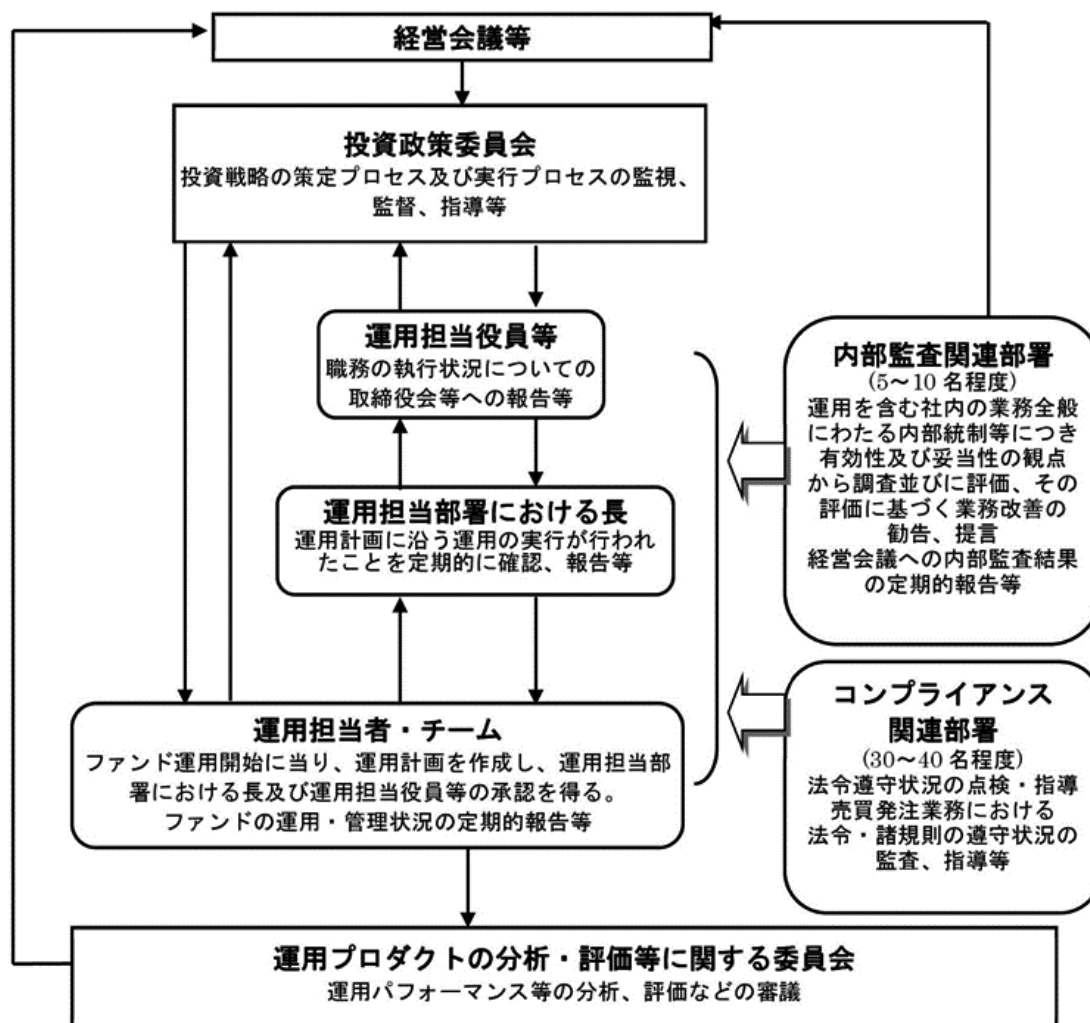 経営会議等
投資政策委員会
投資戦略の策定プロセス及び実行プロセスの監視、
監督、指導等
運用担当役員等
職務の執行状況についての
取締役会等への報告等
運用担当部署における長
運用計画に沿う運用の実行が行われ
たことを定期的に確認、報告等
運用担当者・チーム
ファンド運用開始に当り、運用計画を作成し、運用担当部
署における長及び運用担当役員等の承認を得る。
ファンドの運用・管理状況の定期的報告等
内部監査関連部署
(5～10 名程度)
運用を含む社内の業務全般
にわたる内部統制等につき
有効性及び妥当性の観点
から調査並びに評価、その
評価に基づく業務改善の
勧告、提言
経営会議への内部監査結果
の定期的報告等
コンプライアンス
関連部署
(30～40 名程度)
法令遵守状況の点検・指導
売買発注業務における
法令・諸規則の遵守状況の
監査、指導等
運用プロダクトの分析・評価等に関する委員会
運用パフォーマンス等の分析、評価などの審議